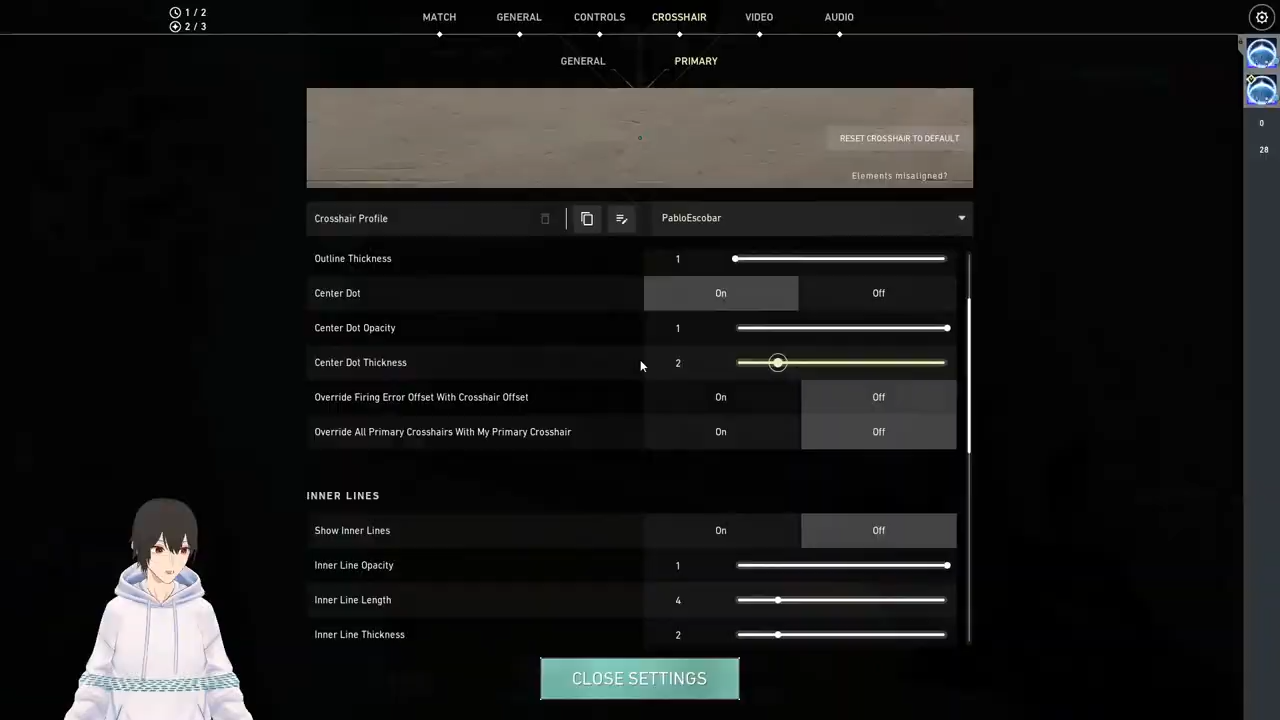 1 / 2
2 / 3
MATCH GENERAL CONTROLS CROSSHAIR VIDEO AUDIO
GENERAL PRIMARY
RESET CROSSHAIR TO DEFAULT
Elements misaligned?
0
28
Crosshair Profile PabloEscobar
Outline Thickness 1
Center Dot On Off
Center Dot Opacity 1
Center Dot Thickness 2
Override Firing Error Offset With Crosshair Offset On Off
Override All Primary Crosshairs With My Primary Crosshair On Off
INNER LINES
Show Inner Lines On Off
Inner Line Opacity 1
Inner Line Length 4
Inner Line Thickness 2
CLOSE SETTINGS